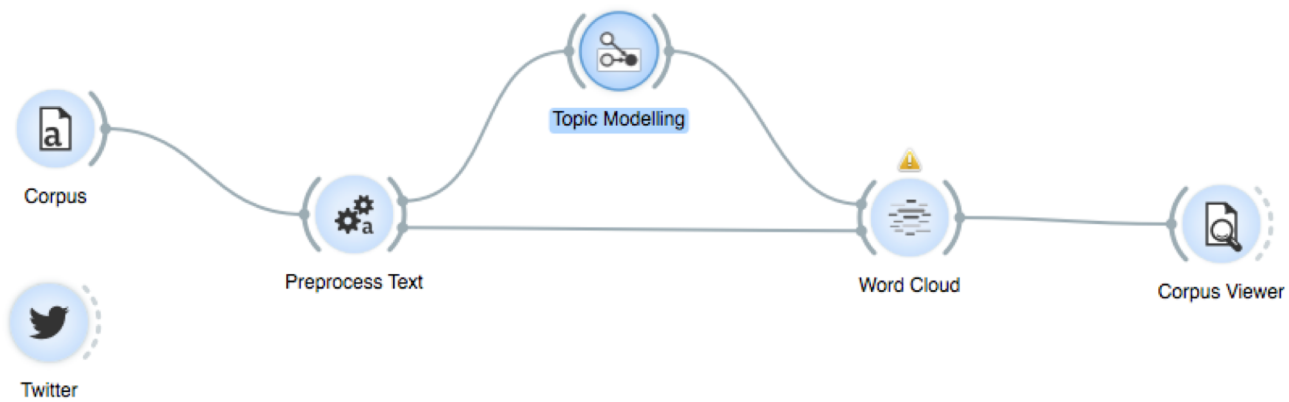 Topic Modelling
Corpus
a
Preprocess Text
a
Word Cloud
Corpus Viewer
Twitter